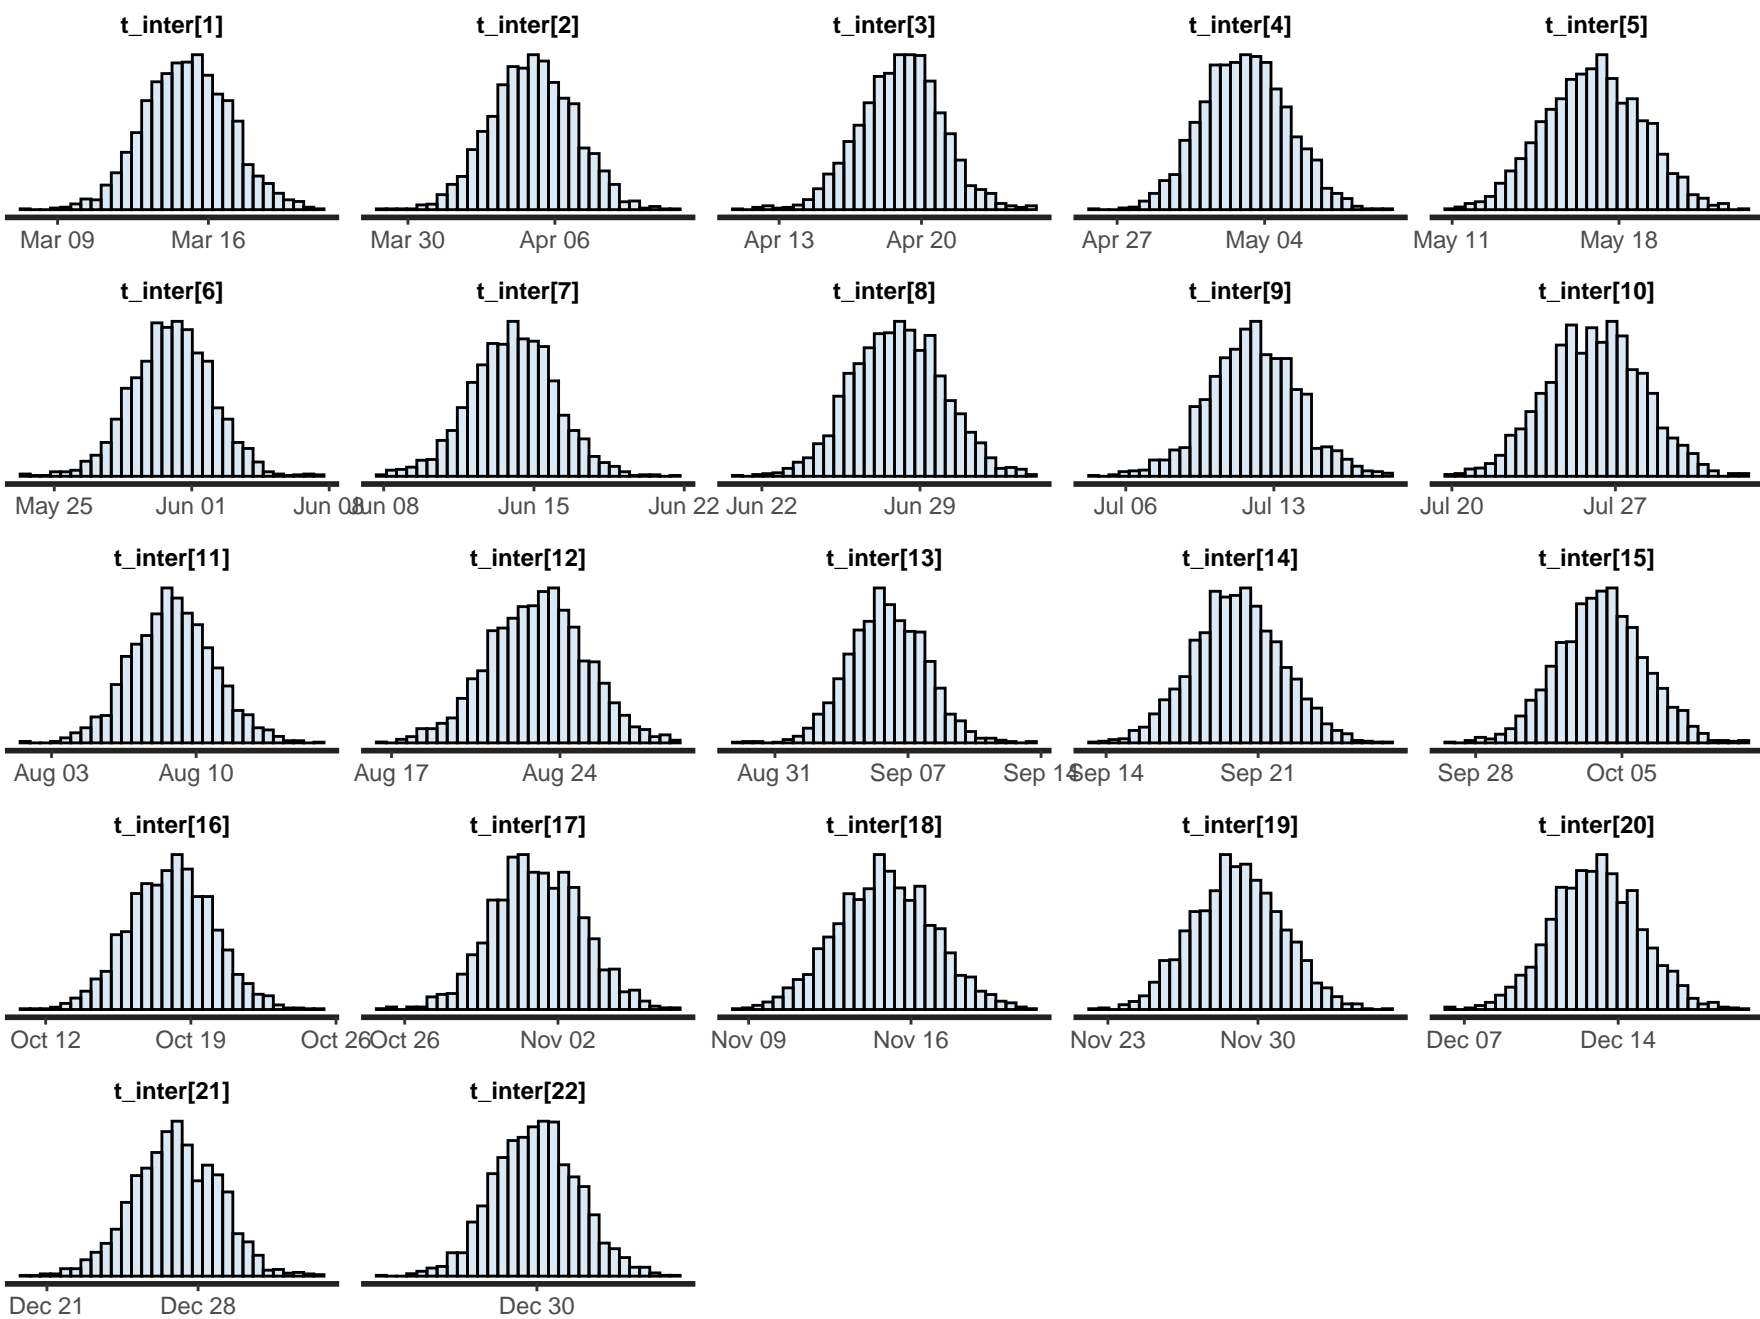 t_inter[1] t_inter[2] t_inter[3] t_inter[4] t_inter[5]
Mar 09 Mar 16 Mar 30 Apr 06 Apr 13 Apr 20 Apr 27 May 04 May 11 May 18
t_inter[6] t_inter[7] t_inter[8] t_inter[9] t_inter[10]
May 25 Jun 01 Jun 08 Jun 08 Jun 15 Jun 22 Jun 22 Jun 29 Jul 06 Jul 13 Jul 20 Jul 27
t_inter[11] t_inter[12] t_inter[13] t_inter[14] t_inter[15]
Aug 03 Aug 10 Aug 17 Aug 24 Aug 31 Sep 07 Sep 14 Sep 14 Sep 21 Sep 28 Oct 05
t_inter[16] t_inter[17] t_inter[18] t_inter[19] t_inter[20]
Oct 12 Oct 19 Oct 26 Oct 26 Nov 02 Nov 09 Nov 16 Nov 23 Nov 30 Dec 07 Dec 14
t_inter[21] t_inter[22]
Dec 21 Dec 28 Dec 30